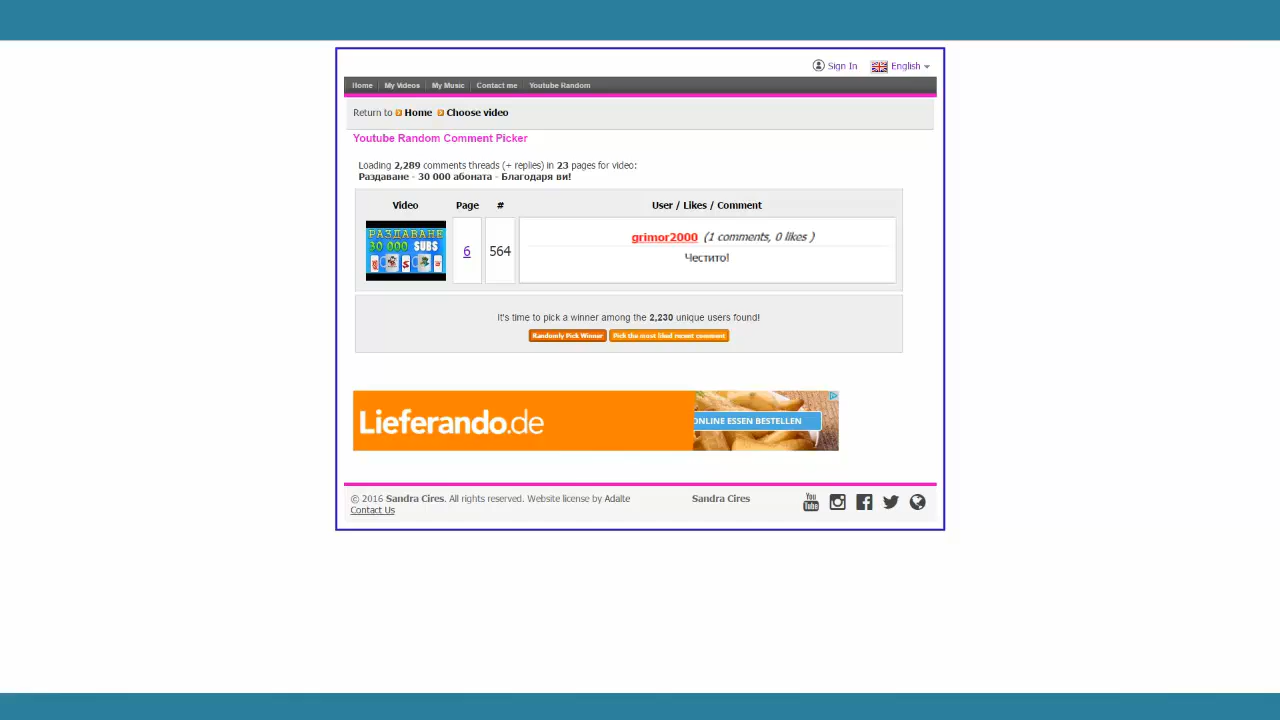 Sign In English
Home My Videos My Music Contact me Youtube Random
Return to Home Choose video
Youtube Random Comment Picker
Loading 2,289 comments threads (+ replies) in 23 pages for video:
Раздаване - 30 000 абоната - Благодаря ви!
Video Page # User / Likes / Comment
РАЗДАВАНЕ
30 000 SUBS
6 564
grimor2000 (1 comments, 0 likes )
Честито!
It's time to pick a winner among the 2,230 unique users found!
Randomly Pick Winner Pick the most liked recent comment
Lieferando.de ONLINE ESSEN BESTELLEN
© 2016 Sandra Cires. All rights reserved. Website license by Adalte Sandra Cires You Tube
Contact Us